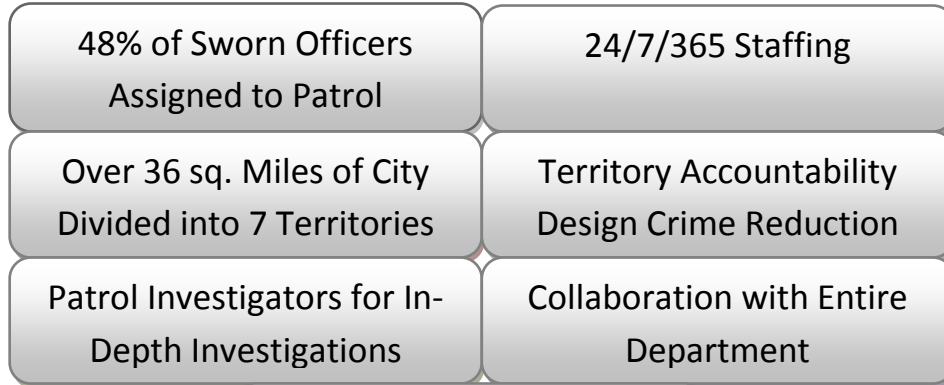 48% of Sworn Officers
Assigned to Patrol
24/7/365 Staffing
Over 36 sq. Miles of City
Divided into 7 Territories
Territory Accountability
Design Crime Reduction
Patrol Investigators for In-
Depth Investigations
Collaboration with Entire
Department